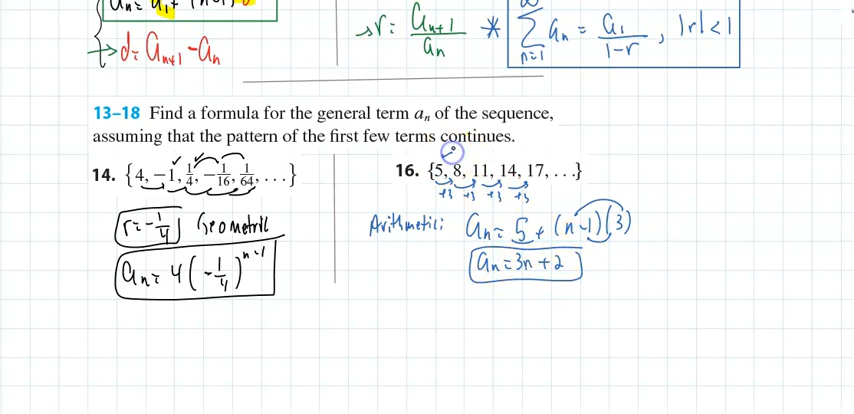 an = a1 + (n-1) d
→ d = an+1 - an
→ r = an+1 / an
* ∞ Σ n=1 an = a1 / 1-r , |r| < 1
13–18 Find a formula for the general term an of the sequence,
assuming that the pattern of the first few terms continues.
14. {4, −1, 1/4, −1/16, 1/64, . . .}
r = -1/4 Geometric
an = 4(-1/4)^n-1
16. {5, 8, 11, 14, 17, . . .}
+3 +3 +3 +3
Arithmetic: an = 5 + (n-1)(3)
an = 3n + 2